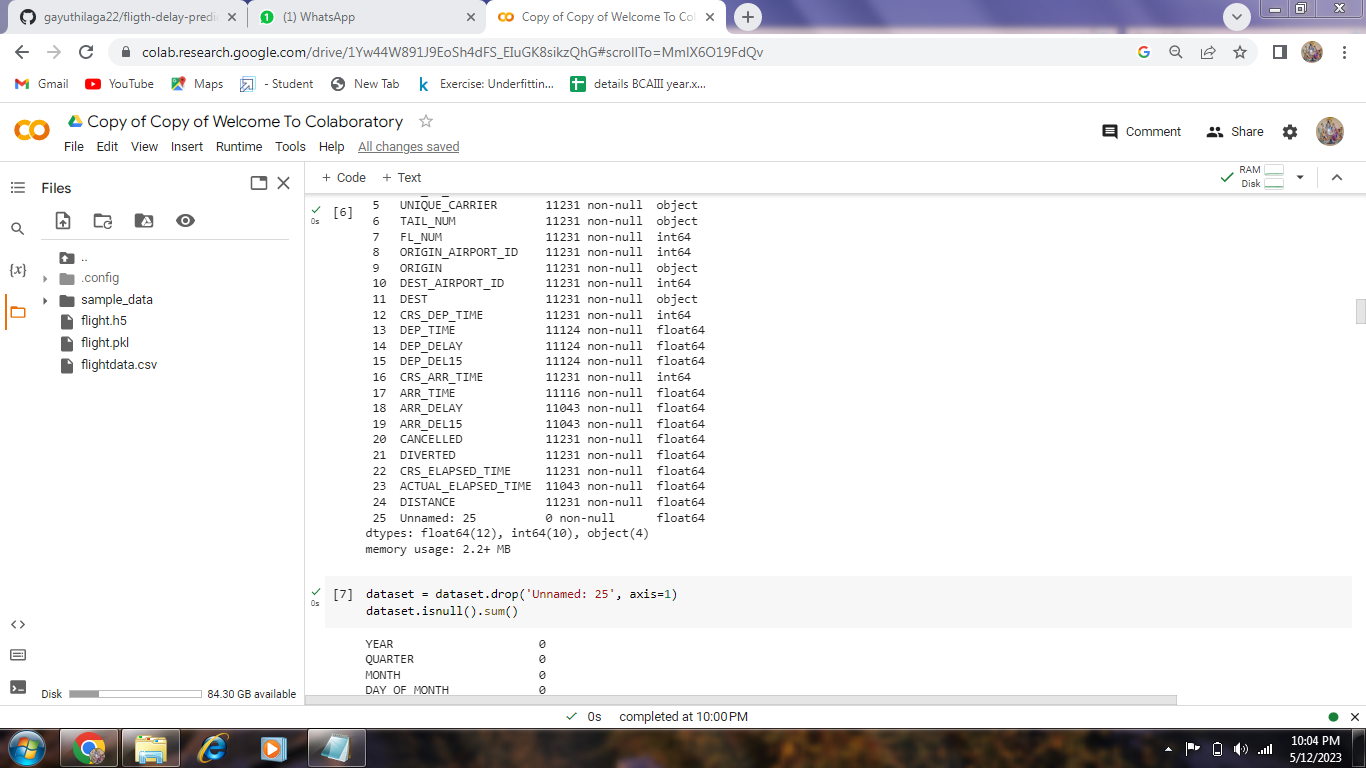 gayuthilaga22/fligth-delay-predi
(1) WhatsApp
Copy of Copy of Welcome To Col
colab.research.google.com/drive/1Yw44W891J9EoSh4dFS_EIuGK8sikzQhG#scrollTo=MmIX6O19FdQv
Gmail YouTube Maps - Student New Tab Exercise: Underfittin... details BCAIII year.x...
Copy of Copy of Welcome To Colaboratory
Comment Share
File Edit View Insert Runtime Tools Help All changes saved
Files
+ Code + Text
RAM
Disk
..
.config
sample_data
flight.h5
flight.pkl
flightdata.csv
Disk 84.30 GB available
[6]
0s
5 UNIQUE_CARRIER 11231 non-null object
6 TAIL_NUM 11231 non-null object
7 FL_NUM 11231 non-null int64
8 ORIGIN_AIRPORT_ID 11231 non-null int64
9 ORIGIN 11231 non-null object
10 DEST_AIRPORT_ID 11231 non-null int64
11 DEST 11231 non-null object
12 CRS_DEP_TIME 11231 non-null int64
13 DEP_TIME 11124 non-null float64
14 DEP_DELAY 11124 non-null float64
15 DEP_DEL15 11124 non-null float64
16 CRS_ARR_TIME 11231 non-null int64
17 ARR_TIME 11116 non-null float64
18 ARR_DELAY 11043 non-null float64
19 ARR_DEL15 11043 non-null float64
20 CANCELLED 11231 non-null float64
21 DIVERTED 11231 non-null float64
22 CRS_ELAPSED_TIME 11231 non-null float64
23 ACTUAL_ELAPSED_TIME 11043 non-null float64
24 DISTANCE 11231 non-null float64
25 Unnamed: 25 0 non-null float64
dtypes: float64(12), int64(10), object(4)
memory usage: 2.2+ MB
[7] dataset = dataset.drop('Unnamed: 25', axis=1)
0s
dataset.isnull().sum()
YEAR 0
QUARTER 0
MONTH 0
DAY_OF_MONTH 0
0s completed at 10:00 PM
10:04 PM
5/12/2023